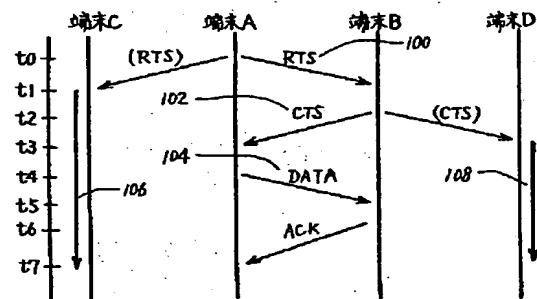 端末C 端末A 端末B 端末D
t0 (RTS) RTS 100
t1
t2 102 CTS (CTS)
t3
t4 104 DATA 108
106
t5
t6 ACK
t7